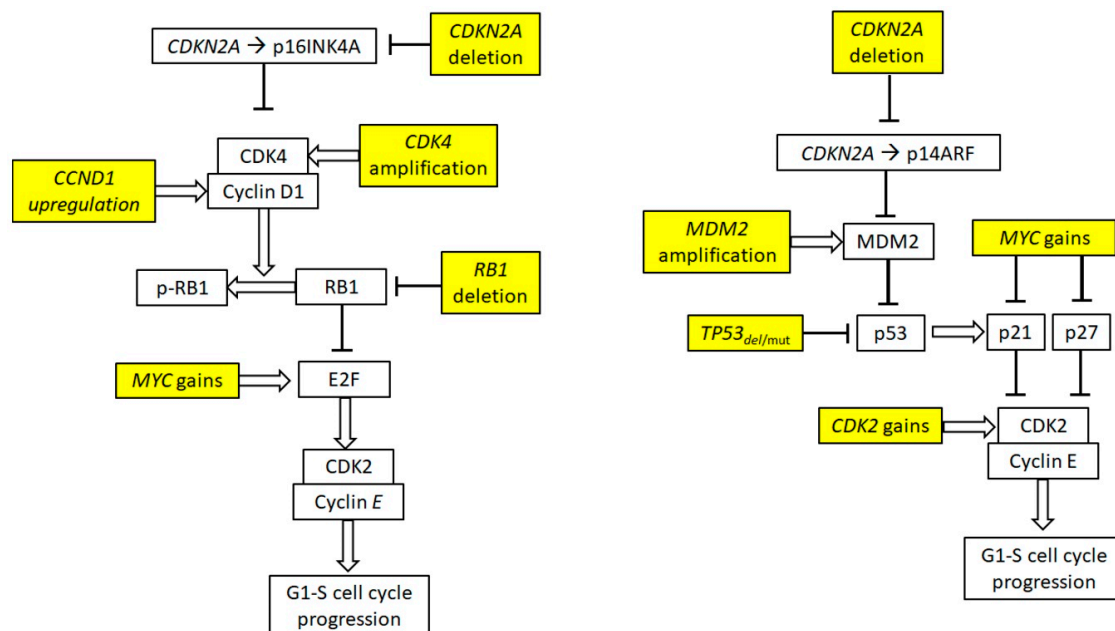 CDKN2A → p16INK4A
CDKN2A
deletion
CDK4
Cyclin D1
CDK4
amplification
CCND1
upregulation
p-RB1
RB1
RB1
deletion
MYC gains
E2F
CDK2
Cyclin E
G1-S cell cycle
progression
CDKN2A
deletion
CDKN2A → p14ARF
MDM2
amplification
MDM2
MYC gains
TP53del/mut
p53
p21
p27
CDK2 gains
CDK2
Cyclin E
G1-S cell cycle
progression